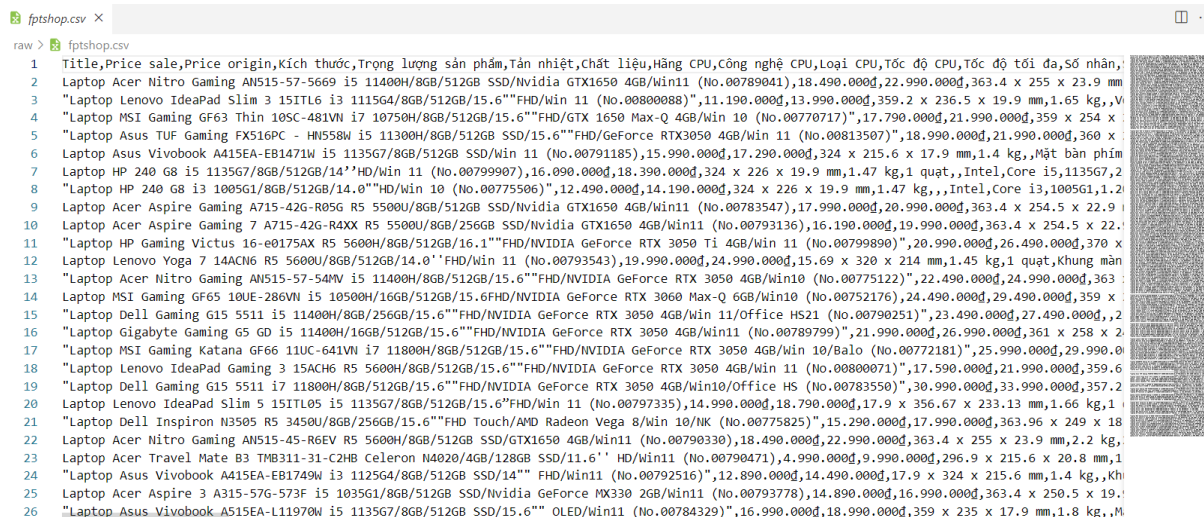 fptshop.csv
raw > fptshop.csv
1 Title,Price sale,Price origin,Kích thước,Trọng lượng sản phẩm,Tản nhiệt,Chất liệu,Hãng CPU,Công nghệ CPU,Loại CPU,Tốc độ CPU,Tốc độ tối đa,Số nhân,
2 Laptop Acer Nitro Gaming AN515-57-5669 i5 11400H/8GB/512GB SSD/Nvidia GTX1650 4GB/Win11 (No.00789041),18.490.000₫,22.990.000₫,363.4 x 255 x 23.9 mm
3 "Laptop Lenovo IdeaPad Slim 3 15ITL6 i3 1115G4/8GB/512GB/15.6""FHD/Win 11 (No.00800088)",11.190.000₫,13.990.000₫,359.2 x 236.5 x 19.9 mm,1.65 kg,,
4 "Laptop MSI Gaming GF63 Thin 10SC-481VN i7 10750H/8GB/512GB/15.6""FHD/GTX 1650 Max-Q 4GB/Win 10 (No.00770717)",17.790.000₫,21.990.000₫,359 x 254 x
5 "Laptop Asus TUF Gaming FX516PC - HN558W i5 11300H/8GB/512GB SSD/15.6""FHD/GeForce RTX3050 4GB/Win 11 (No.00813507)",18.990.000₫,21.990.000₫,360 x
6 Laptop Asus Vivobook A415EA-EB1471W i5 1135G7/8GB/512GB SSD/Win 11 (No.00791185),15.990.000₫,17.290.000₫,324 x 215.6 x 17.9 mm,1.4 kg,,Mặt bàn phím
7 Laptop HP 240 G8 i5 1135G7/8GB/512GB/14’’HD/Win 11 (No.00799907),16.090.000₫,18.390.000₫,324 x 226 x 19.9 mm,1.47 kg,1 quạt,,Intel,Core i5,1135G7,2
8 "Laptop HP 240 G8 i3 1005G1/8GB/512GB/14.0""HD/Win 10 (No.00775506)",12.490.000₫,14.190.000₫,324 x 226 x 19.9 mm,1.47 kg,,,Intel,Core i3,1005G1,1.20
9 Laptop Acer Aspire Gaming A715-42G-R05G R5 5500U/8GB/512GB SSD/Nvidia GTX1650 4GB/Win11 (No.00783547),17.990.000₫,20.990.000₫,363.4 x 254.5 x 22.9
10 Laptop Acer Aspire Gaming 7 A715-42G-R4XX R5 5500U/8GB/256GB SSD/Nvidia GTX1650 4GB/Win11 (No.00793136),16.190.000₫,19.990.000₫,363.4 x 254.5 x 22.
11 "Laptop HP Gaming Victus 16-e0175AX R5 5600H/8GB/512GB/16.1""FHD/NVIDIA GeForce RTX 3050 Ti 4GB/Win 11 (No.00799890)",20.990.000₫,26.490.000₫,370 x
12 Laptop Lenovo Yoga 7 14ACN6 R5 5600U/8GB/512GB/14.0''FHD/Win 11 (No.00793543),19.990.000₫,24.990.000₫,15.69 x 320 x 214 mm,1.45 kg,1 quạt,Khung màn
13 "Laptop Acer Nitro Gaming AN515-57-54MV i5 11400H/8GB/512GB/15.6""FHD/NVIDIA GeForce RTX 3050 4GB/Win10 (No.00775122)",22.490.000₫,24.990.000₫,363
14 Laptop MSI Gaming GF65 10UE-286VN i5 10500H/16GB/512GB/15.6FHD/NVIDIA GeForce RTX 3060 Max-Q 6GB/Win10 (No.00752176),24.490.000₫,29.490.000₫,359 x
15 "Laptop Dell Gaming G15 5511 i5 11400H/8GB/256GB/15.6""FHD/NVIDIA GeForce RTX 3050 4GB/Win 11/Office HS21 (No.00790251)",23.490.000₫,27.490.000₫,,2
16 "Laptop Gigabyte Gaming G5 GD i5 11400H/16GB/512GB/15.6""FHD/NVIDIA GeForce RTX 3050 4GB/Win11 (No.00789799)",21.990.000₫,26.990.000₫,361 x 258 x 2
17 "Laptop MSI Gaming Katana GF66 11UC-641VN i7 11800H/8GB/512GB/15.6""FHD/NVIDIA GeForce RTX 3050 4GB/Win 10/Balo (No.00772181)",25.990.000₫,29.990.0
18 "Laptop Lenovo IdeaPad Gaming 3 15ACH6 R5 5600H/8GB/512GB/15.6""FHD/NVIDIA GeForce RTX 3050 4GB/Win 11 (No.00800071)",17.590.000₫,21.990.000₫,359.6
19 "Laptop Dell Gaming G15 5511 i7 11800H/8GB/512GB/15.6""FHD/NVIDIA GeForce RTX 3050 4GB/Win10/Office HS (No.00783550)",30.990.000₫,33.990.000₫,357.2
20 Laptop Lenovo IdeaPad Slim 5 15ITL05 i5 1135G7/8GB/512GB/15.6”FHD/Win 11 (No.00797335),14.990.000₫,18.790.000₫,17.9 x 356.67 x 233.13 mm,1.66 kg,1
21 "Laptop Dell Inspiron N3505 R5 3450U/8GB/256GB/15.6""FHD Touch/AMD Radeon Vega 8/Win 10/NK (No.00775825)",15.290.000₫,17.990.000₫,363.96 x 249 x 18
22 Laptop Acer Nitro Gaming AN515-45-R6EV R5 5600H/8GB/512GB SSD/GTX1650 4GB/Win11 (No.00790330),18.490.000₫,22.990.000₫,363.4 x 255 x 23.9 mm,2.2 kg,
23 Laptop Acer Travel Mate B3 TMB311-31-C2HB Celeron N4020/4GB/128GB SSD/11.6'' HD/Win11 (No.00790471),4.990.000₫,9.990.000₫,296.9 x 215.6 x 20.8 mm,1
24 "Laptop Asus Vivobook A415EA-EB1749W i3 1125G4/8GB/512GB SSD/14"" FHD/Win11 (No.00792516)",12.890.000₫,14.490.000₫,17.9 x 324 x 215.6 mm,1.4 kg,,
25 Laptop Acer Aspire 3 A315-57G-573F i5 1035G1/8GB/512GB SSD/Nvidia GeForce MX330 2GB/Win11 (No.00793778),14.890.000₫,16.990.000₫,363.4 x 250.5 x 19.
26 "Laptop Asus Vivobook A515EA-L11970W i5 1135G7/8GB/512GB SSD/15.6"" OLED/Win11 (No.00784329)",16.990.000₫,18.990.000₫,359 x 235 x 17.9 mm,1.8 kg,,